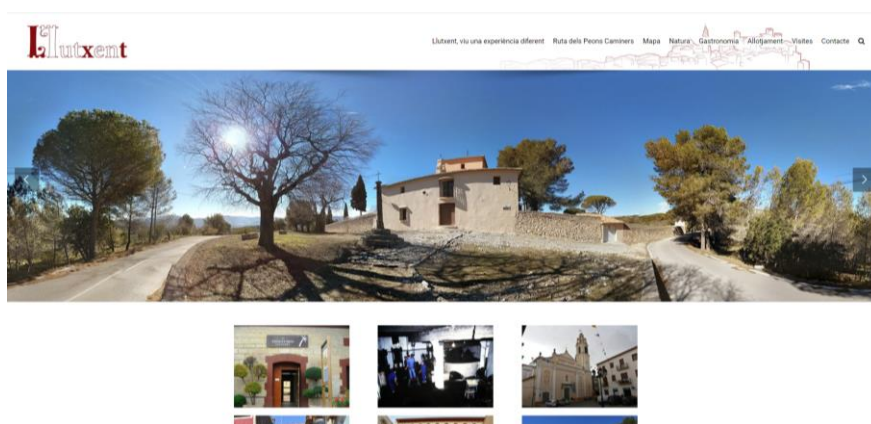 Llutxent
Llutxent, viu una experiència diferent Ruta dels Peons Caminers Mapa Natura Gastronomia Allotjament Visites Contacte